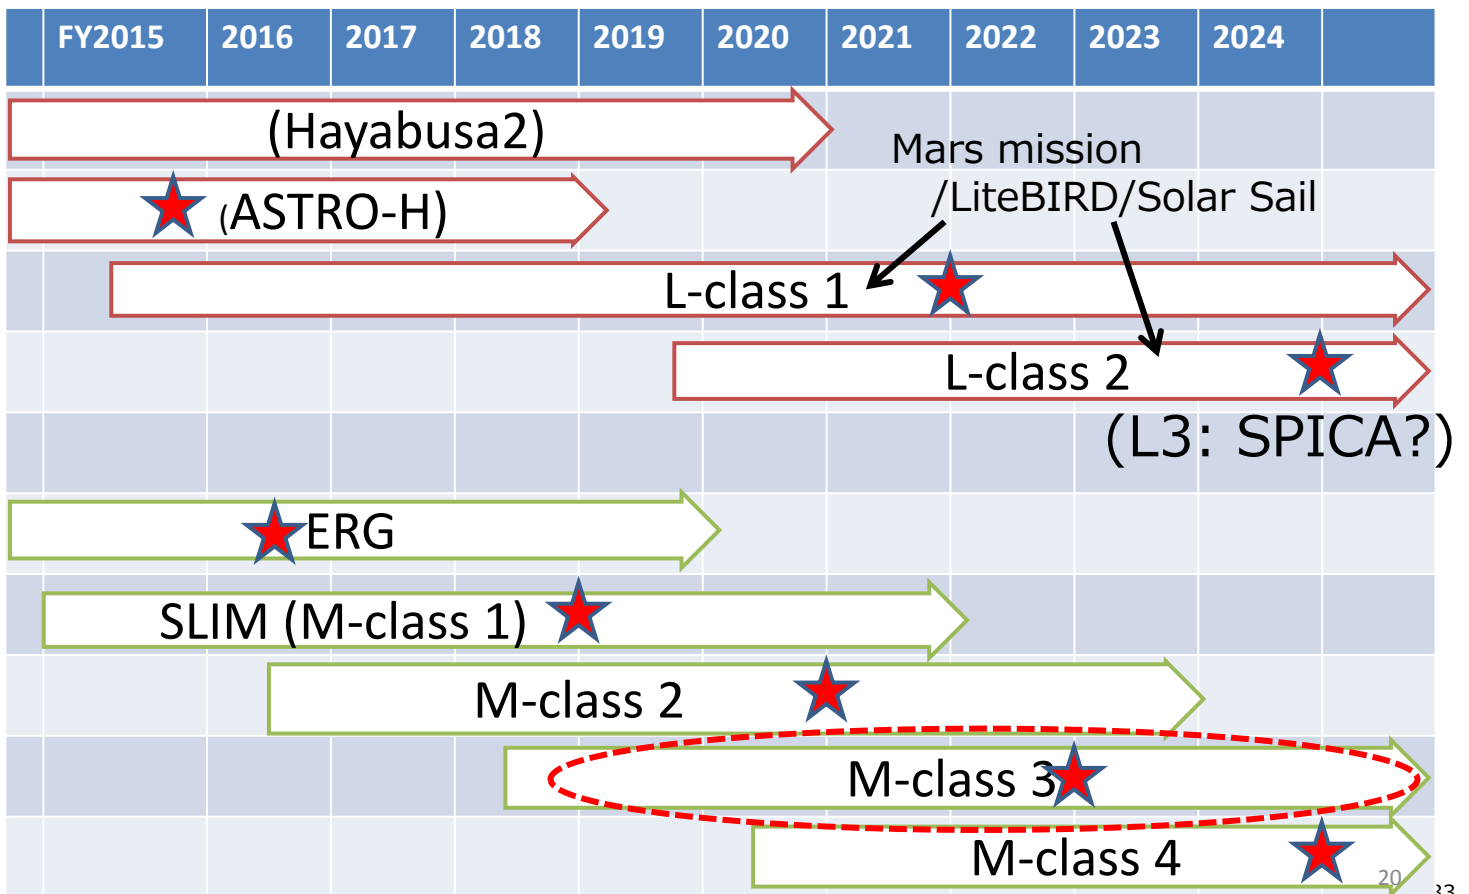 FY2015 2016 2017 2018 2019 2020 2021 2022 2023 2024
(Hayabusa2)
Mars mission
/LiteBIRD/Solar Sail
(ASTRO-H)
L-class 1
L-class 2
(L3: SPICA?)
ERG
SLIM (M-class 1)
M-class 2
M-class 3
M-class 4
20
33